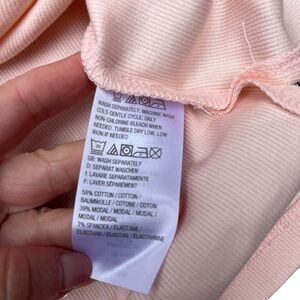 WASH SEPARATELY, MACHINE WASH
COLD GENTLE CYCLE, ONLY
NON-CHLORINE BLEACH WHEN
NEEDED, TUMBLE DRY LOW, LOW
IRON IF NEEDED
GB: WASH SEPARATELY
D: SEPARAT WASCHEN
I: LAVARE SEPARATAMENTE
F: LAVER SÉPARÉMENT
58% COTTON / COTTON /
BAUMWOLLE / COTONE / COTON
39% MODAL / MODAL /
MODAL / MODAL / MODAL
3% SPANDEX / ELASTANE /
ELASTHAN / ELASTAN / ELASTHANNE